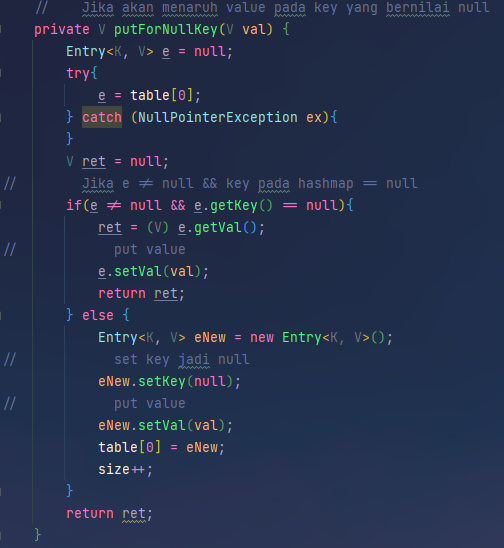 //    Jika akan menaruh value pada key yang bernilai null
    private V putForNullKey(V val) {
        Entry<K, V> e = null;
        try{
            e = table[0];
        } catch (NullPointerException ex){
        }
        V ret = null;
//        Jika e ≠ null && key pada hashmap == null
        if(e ≠ null && e.getKey() == null){
            ret = (V) e.getVal();
//            put value
            e.setVal(val);
            return ret;
        } else {
            Entry<K, V> eNew = new Entry<K, V>();
//            set key jadi null
            eNew.setKey(null);
//            put value
            eNew.setVal(val);
            table[0] = eNew;
            size++;
        }
        return ret;
    }